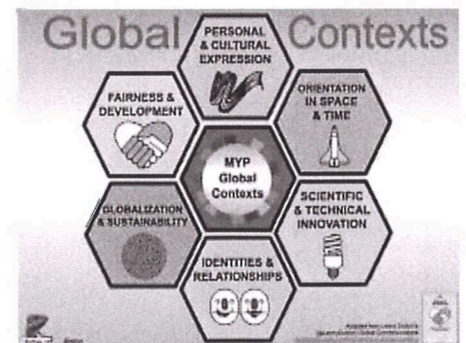 Global Contexts
PERSONAL
& CULTURAL
EXPRESSION
FAIRNESS &
DEVELOPMENT
ORIENTATION
IN SPACE
& TIME
MYP
Global
Contexts
GLOBALIZATION
& SUSTAINABILITY
SCIENTIFIC
& TECHNICAL
INNOVATION
IDENTITIES &
RELATIONSHIPS